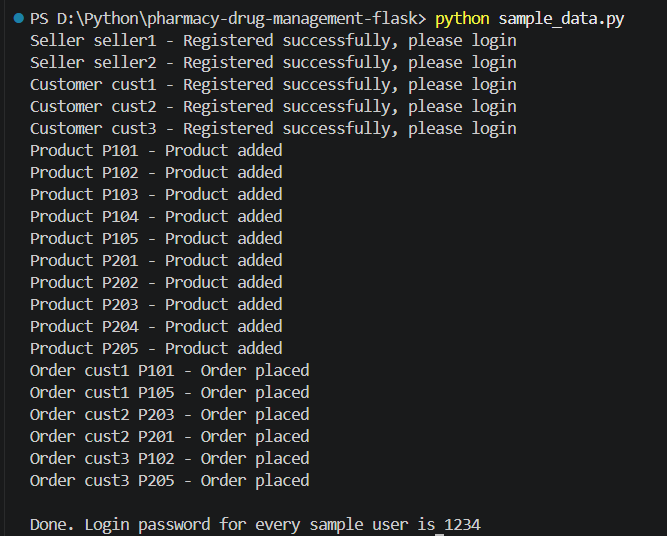 PS D:\Python\pharmacy-drug-management-flask> python sample_data.py
Seller seller1 - Registered successfully, please login
Seller seller2 - Registered successfully, please login
Customer cust1 - Registered successfully, please login
Customer cust2 - Registered successfully, please login
Customer cust3 - Registered successfully, please login
Product P101 - Product added
Product P102 - Product added
Product P103 - Product added
Product P104 - Product added
Product P105 - Product added
Product P201 - Product added
Product P202 - Product added
Product P203 - Product added
Product P204 - Product added
Product P205 - Product added
Order cust1 P101 - Order placed
Order cust1 P105 - Order placed
Order cust2 P203 - Order placed
Order cust2 P201 - Order placed
Order cust3 P102 - Order placed
Order cust3 P205 - Order placed
Done. Login password for every sample user is 1234